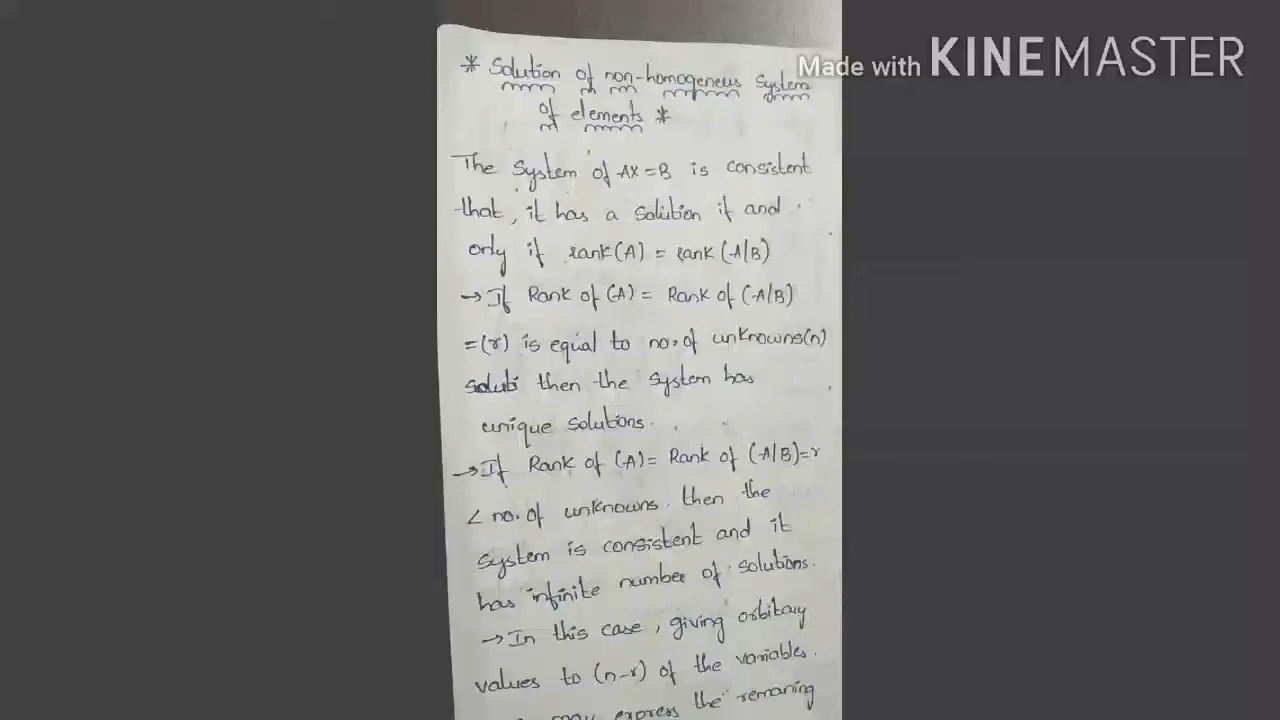 Made with KINEMASTER
* Solution of non-homogeneus System
of elements *
The System of AX = B is consistent
that, it has a solution if and
only if rank(A) = rank (A/B)
→ If Rank of (A) = Rank of (A/B)
= (r) is equal to no. of unknowns(n)
then the system has
unique solutions.
→ If Rank of (A) = Rank of (A/B) = r
< no. of unknowns. then the
system is consistent and it
has infinite number of solutions.
→ In this case, giving orbitary
values to (n-r) of the variables.
may express the remaning